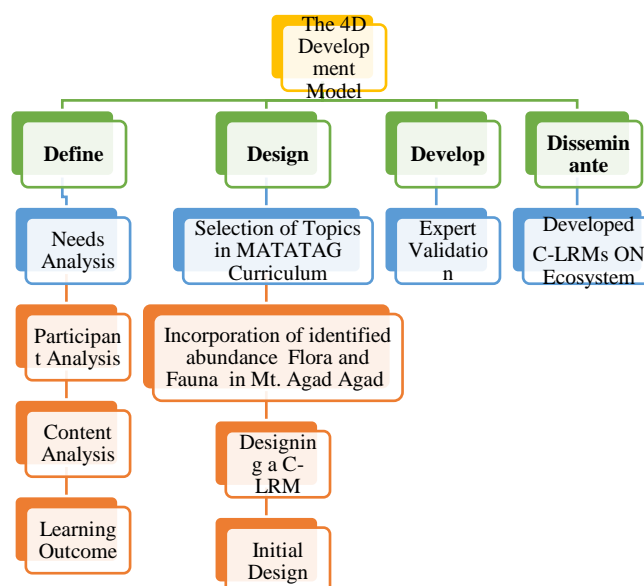 The 4D
Develop
ment
Model
Define
Design
Develop
Dissemin
ante
Needs
Analysis
Selection of Topics
in MATATAG
Curriculum
Expert
Validatio
n
Developed
C-LRMs ON
Ecosystem
Participan
t Analysis
Incorporation of identified
abundance Flora and
Fauna in Mt. Agad Agad
Content
Analysis
Designin
g a C-
LRM
Learning
Outcome
Initial
Design